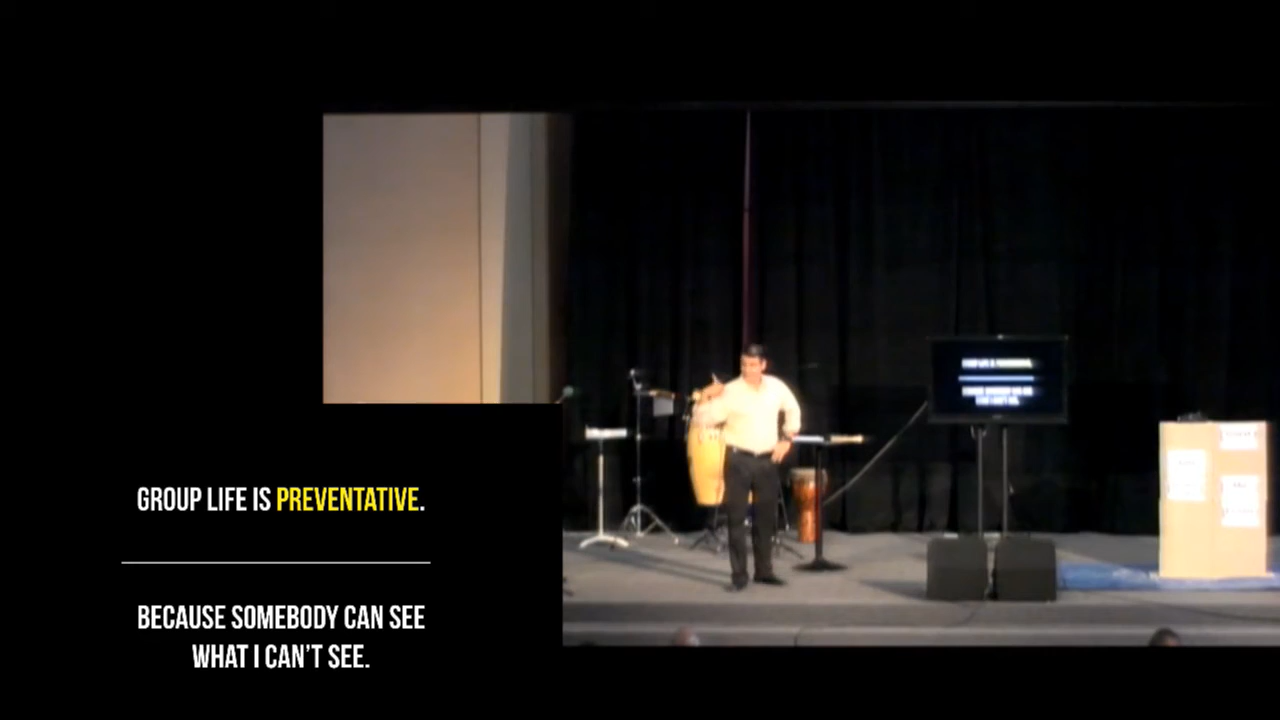 GROUP LIFE IS PREVENTATIVE.
BECAUSE SOMEBODY CAN SEE
WHAT I CAN'T SEE.